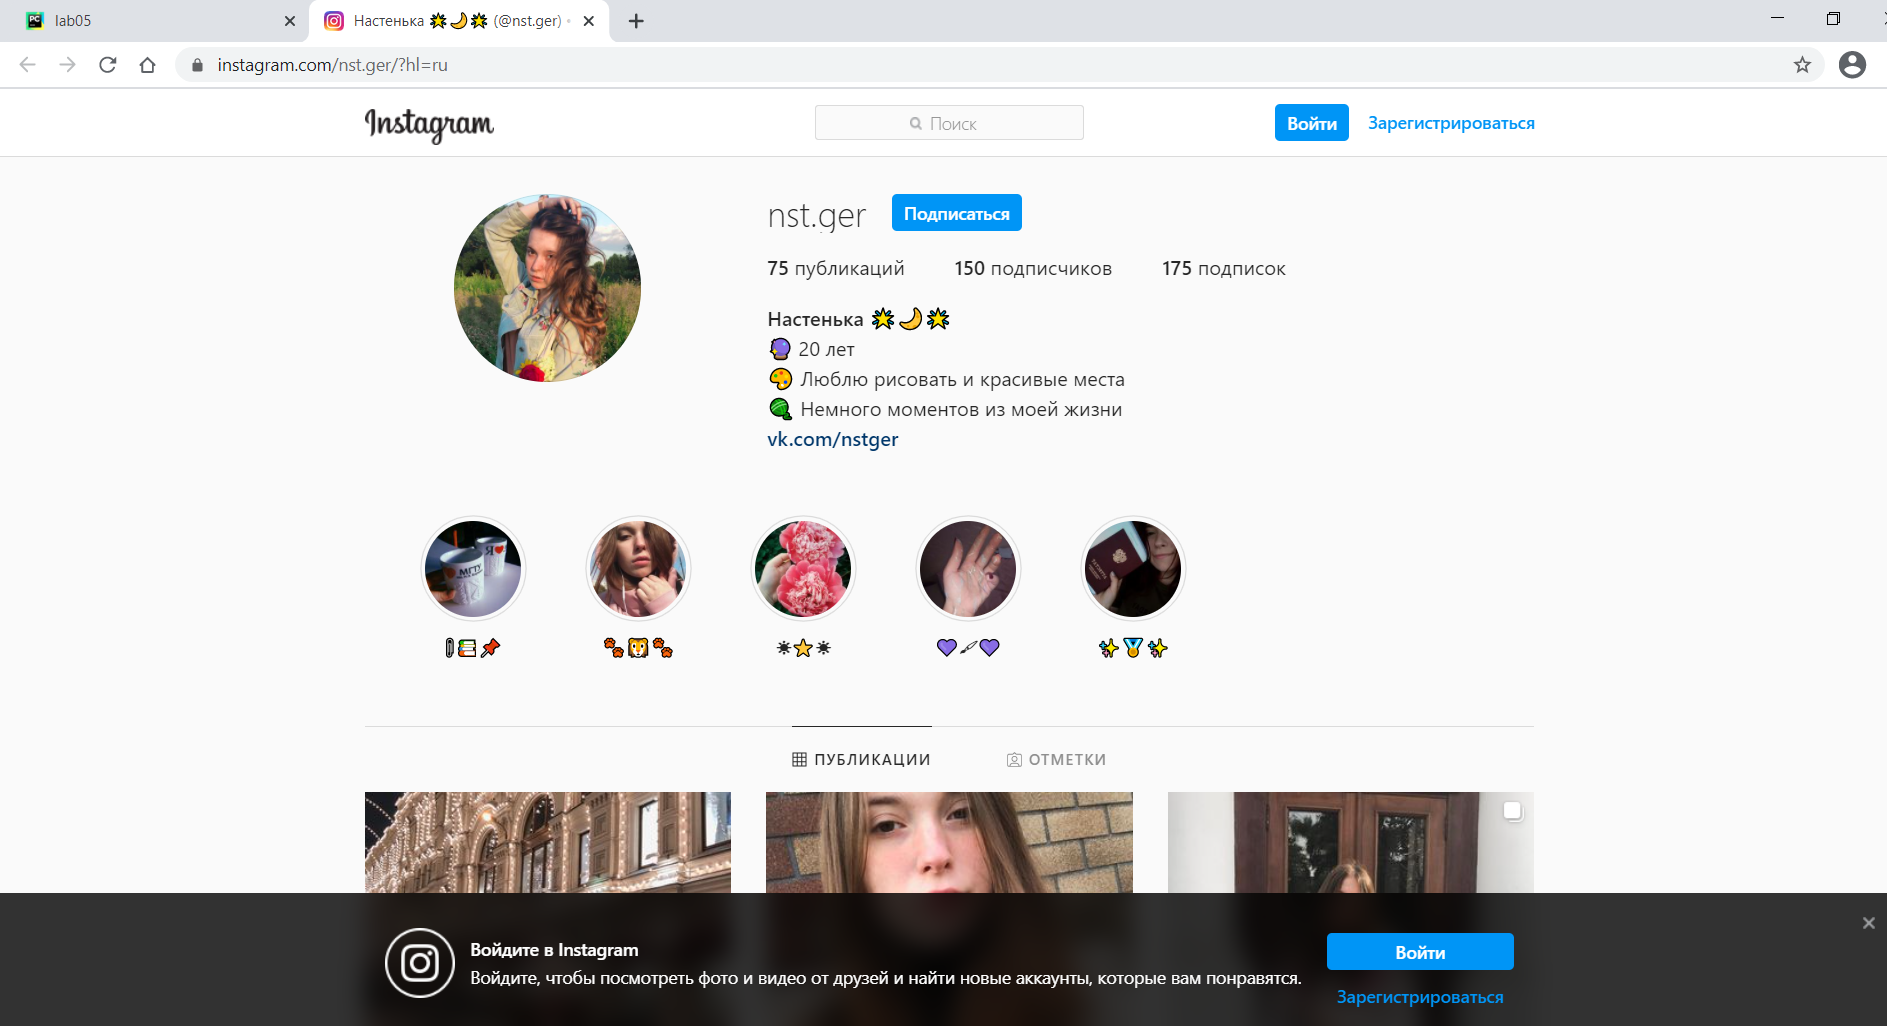 lab05
Настенька 🌟🌙🌟 (@nst.ger) •
instagram.com/nst.ger/?hl=ru
Instagram
Поиск
Войти
Зарегистрироваться
nst.ger
Подписаться
75 публикаций
150 подписчиков
175 подписок
Настенька 🌟🌙🌟
🔮 20 лет
🎨 Люблю рисовать и красивые места
🧶 Немного моментов из моей жизни
vk.com/nstger
Я
МГТУ
ПУБЛИКАЦИИ
ОТМЕТКИ
Войдите в Instagram
Войдите, чтобы посмотреть фото и видео от друзей и найти новые аккаунты, которые вам понравятся.
Войти
Зарегистрироваться